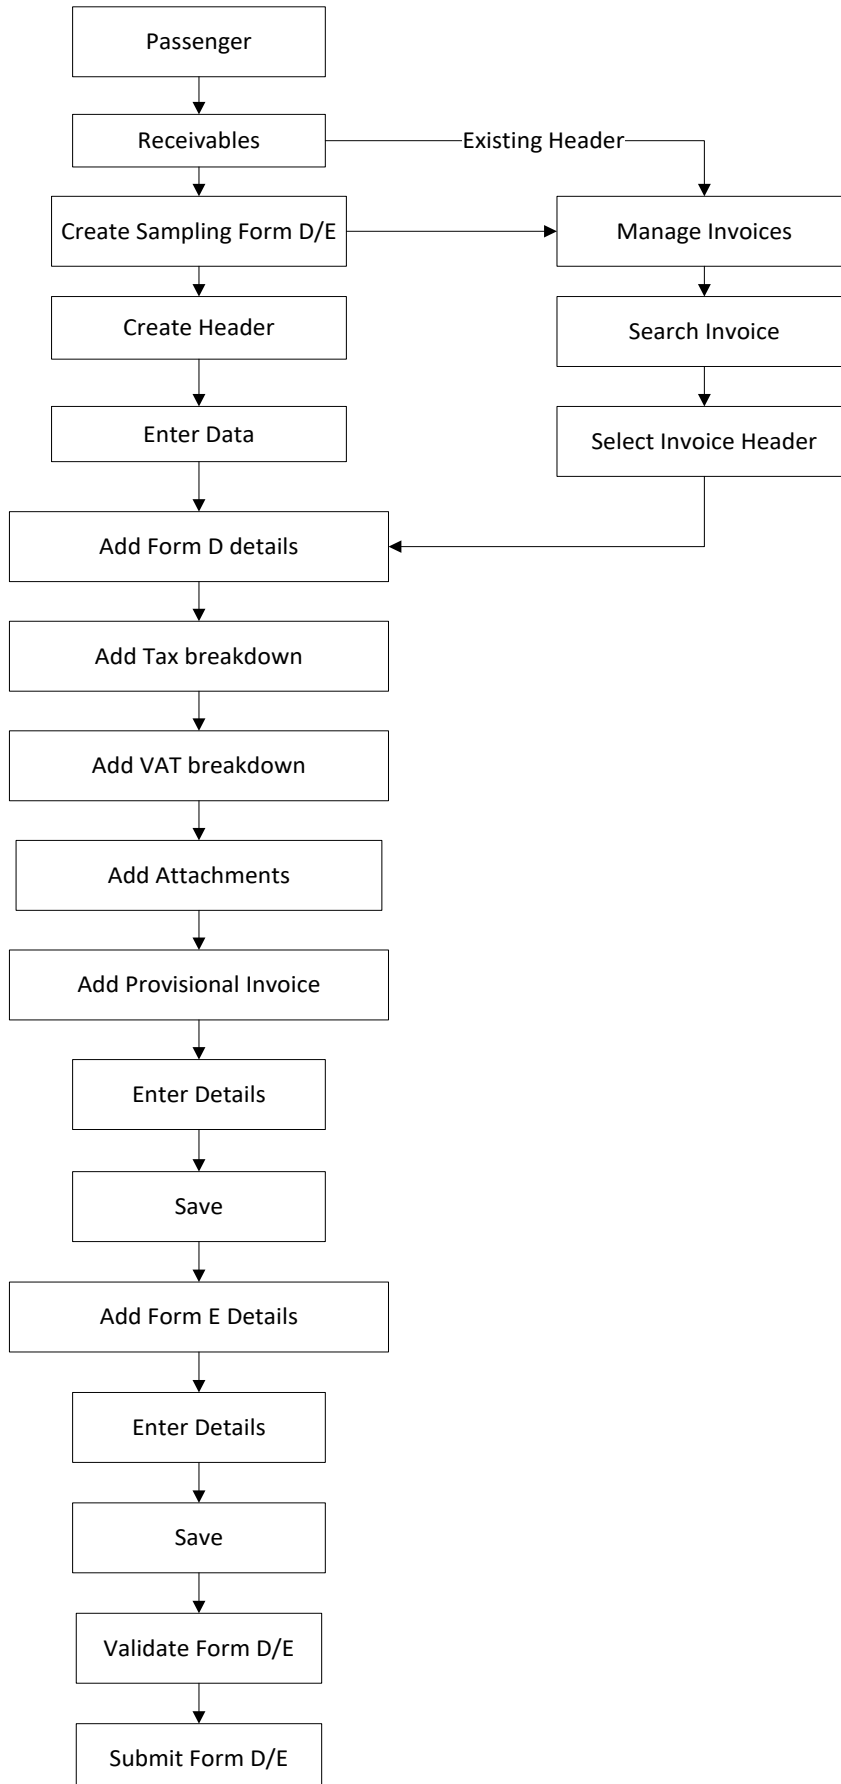 Passenger
Receivables
Existing Header
Create Sampling Form D/E
Manage Invoices
Create Header
Search Invoice
Enter Data
Select Invoice Header
Add Form D details
Add Tax breakdown
Add VAT breakdown
Add Attachments
Add Provisional Invoice
Enter Details
Save
Add Form E Details
Enter Details
Save
Validate Form D/E
Submit Form D/E